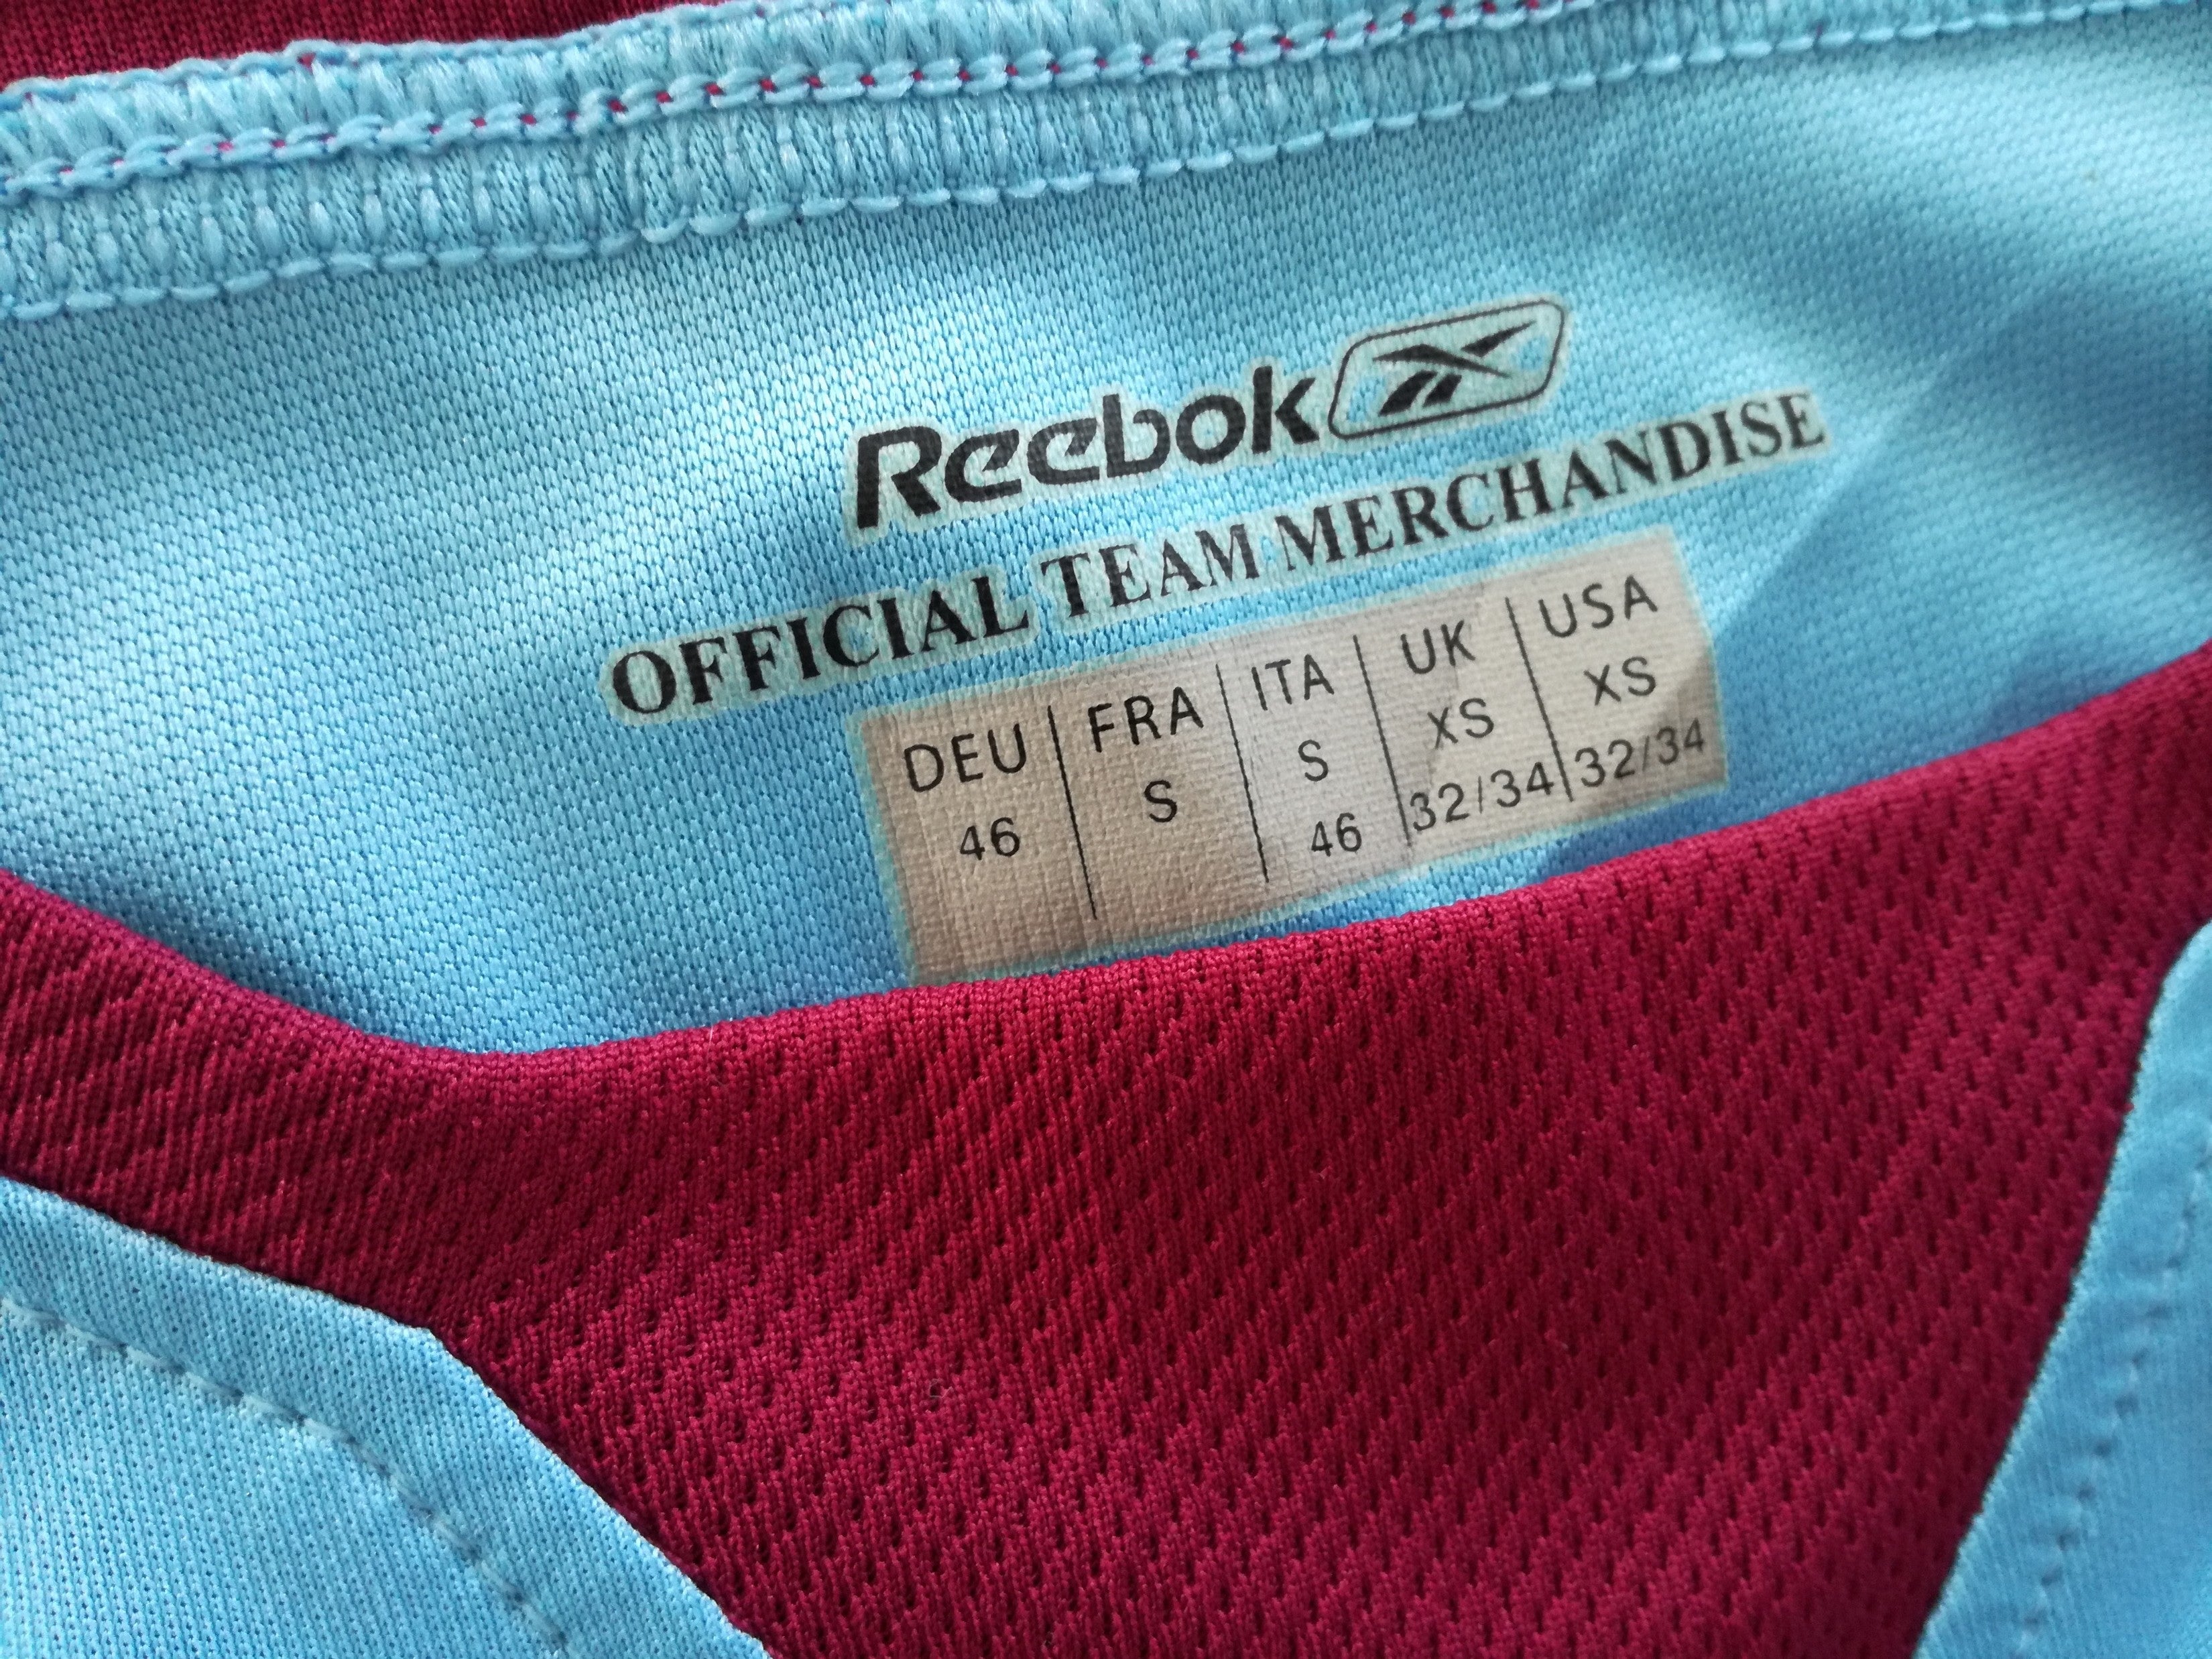 Reebok
OFFICIAL TEAM MERCHANDISE
DEU FRA ITA UK USA
46 S S XS XS
46 32/34 32/34